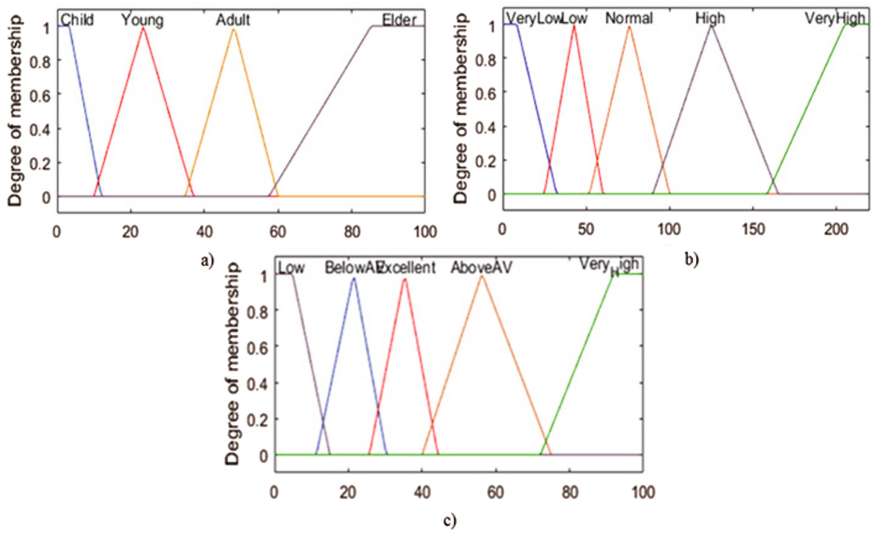 Child Young Adult Elder
1
0.8
0.6
0.4
0.2
0
Degree of membership
0 20 40 60 80 100
a)
VeryLow Low Normal High VeryHigh
1
0.8
0.6
0.4
0.2
0
Degree of membership
0 50 100 150 200
b)
Low BelowAV Excellent AboveAV Very High
1
0.8
0.6
0.4
0.2
0
Degree of membership
0 20 40 60 80 100
c)